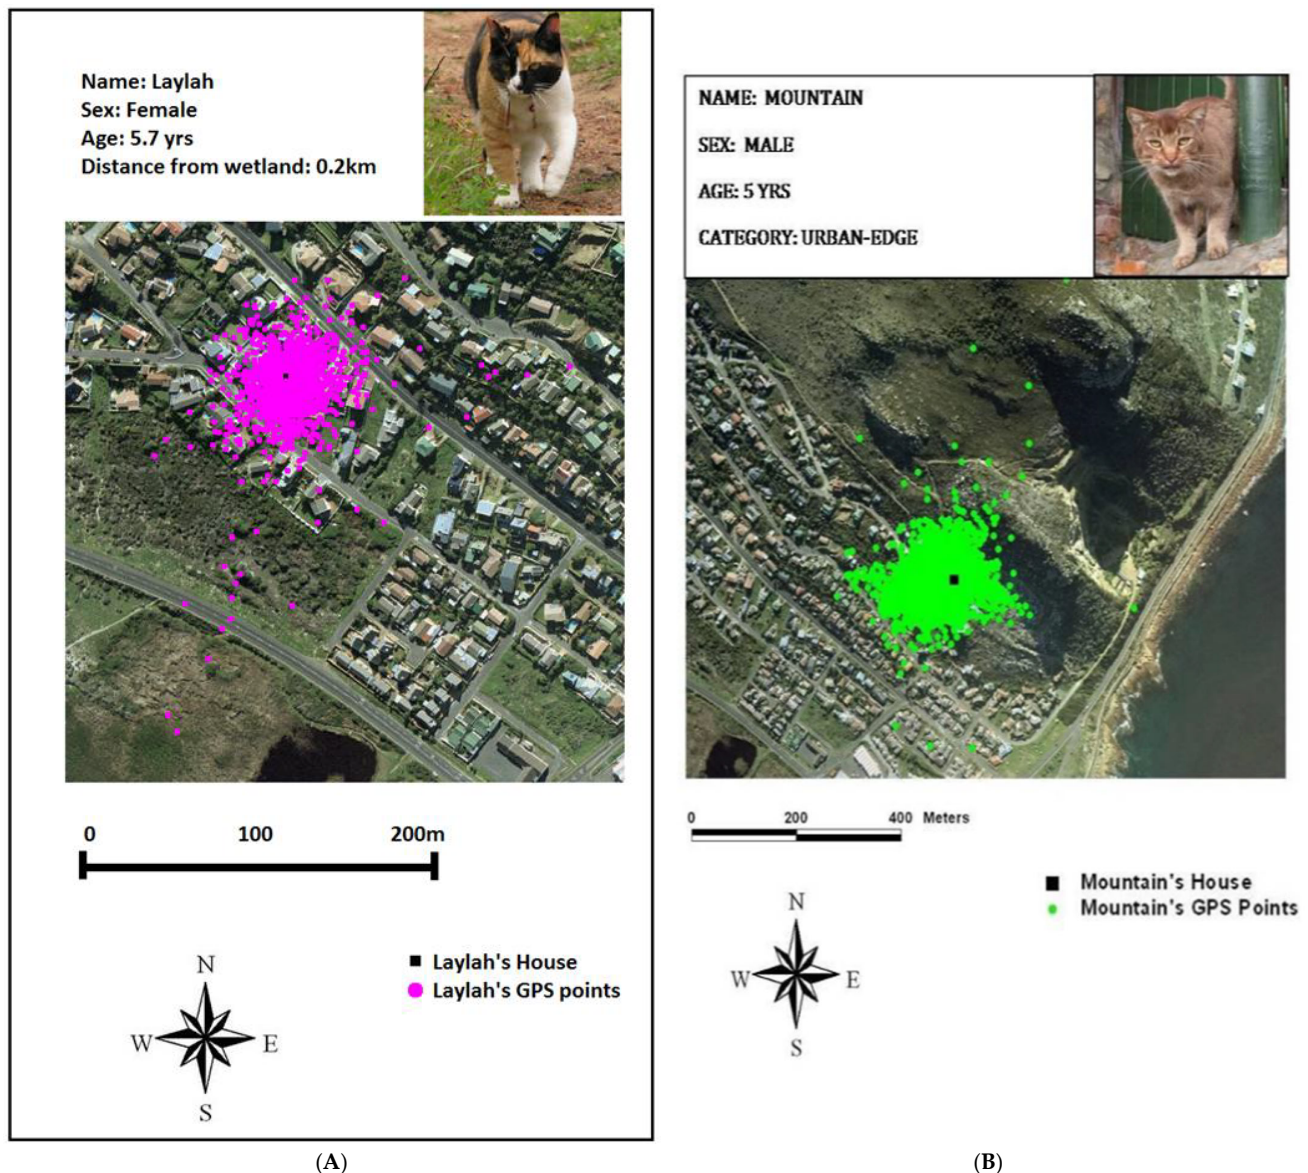 Name: Laylah
Sex: Female
Age: 5.7 yrs
Distance from wetland: 0.2km
0 100 200m
N
W E
S
Laylah's House
Laylah's GPS points
(A)
NAME: MOUNTAIN
SEX: MALE
AGE: 5 YRS
CATEGORY: URBAN-EDGE
0 200 400 Meters
Mountain's House
Mountain's GPS Points
N
W E
S
(B)